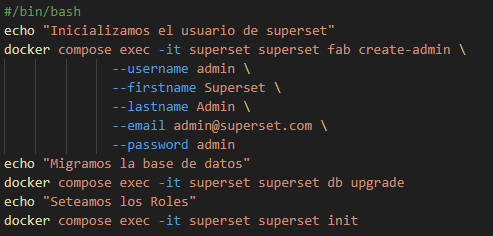 #/bin/bash
echo "Inicializamos el usuario de superset"
docker compose exec -it superset superset fab create-admin \
--username admin \
--firstname Superset \
--lastname Admin \
--email admin@superset.com \
--password admin
echo "Migramos la base de datos"
docker compose exec -it superset superset db upgrade
echo "Seteamos los Roles"
docker compose exec -it superset superset init